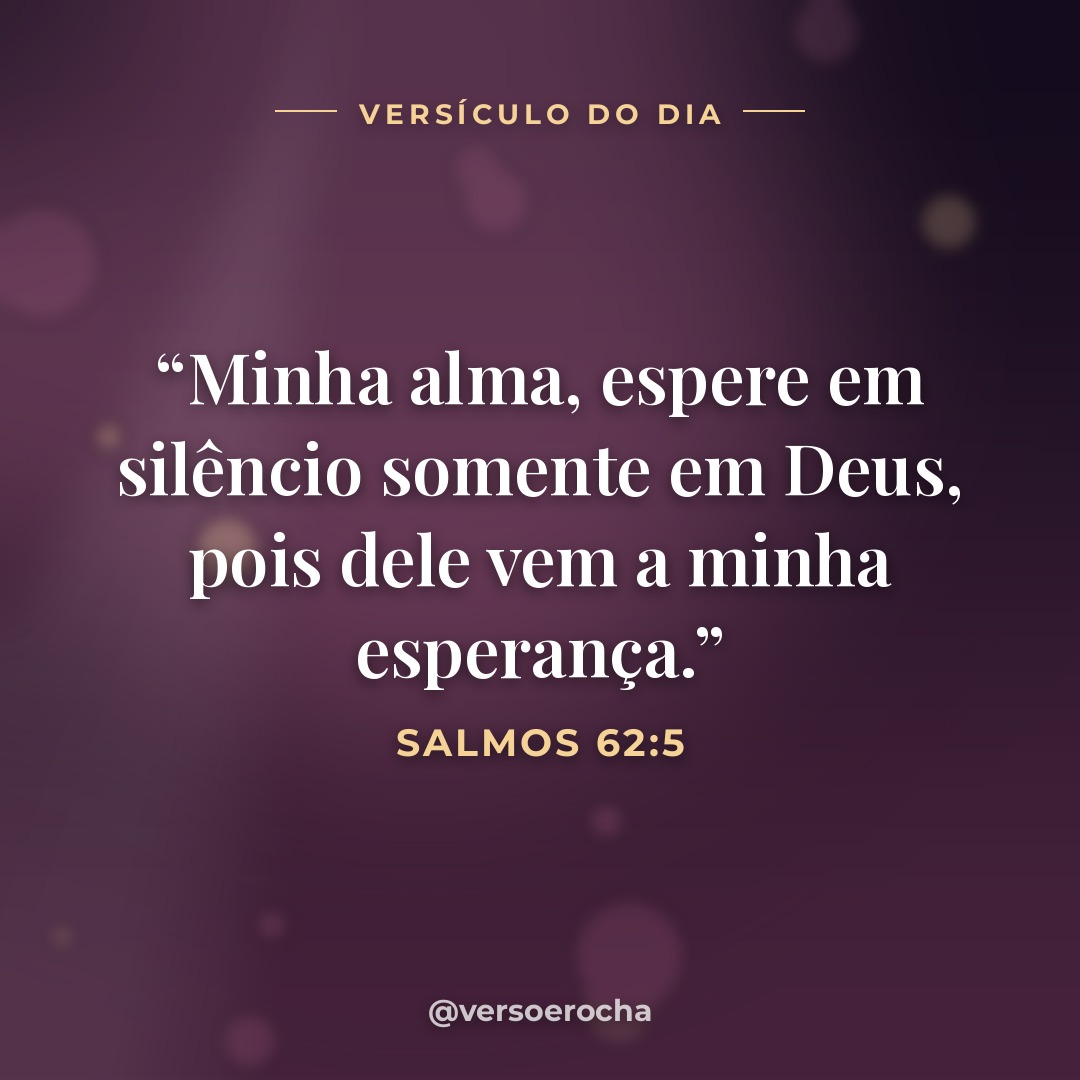 VERSÍCULO DO DIA
“Minha alma, espere em
silêncio somente em Deus,
pois dele vem a minha
esperança.”
SALMOS 62:5
@versoerocha